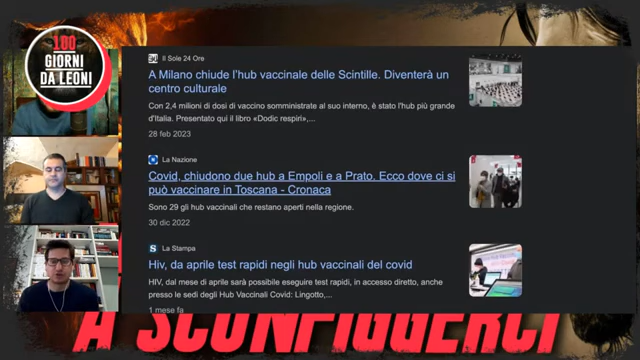 100
GIORNI
DA LEONI
Il Sole 24 Ore
A Milano chiude l'hub vaccinale delle Scintille. Diventerà un
centro culturale
Con 2,4 milioni di dosi di vaccino somministrate al suo interno, è stato l'hub più grande
d'Italia. Presentato qui il libro «Dodic respiri»,...
28 feb 2023
La Nazione
Covid, chiudono due hub a Empoli e a Prato. Ecco dove ci si
può vaccinare in Toscana - Cronaca
Sono 29 gli hub vaccinali che restano aperti nella regione.
30 dic 2022
S La Stampa
Hiv, da aprile test rapidi negli hub vaccinali del covid
HIV, dal mese di aprile sarà possibile eseguire test rapidi, in accesso diretto, anche
presso le sedi degli Hub Vaccinali Covid: Lingotto,...
1 mese fa
A SCONFIGGERCI